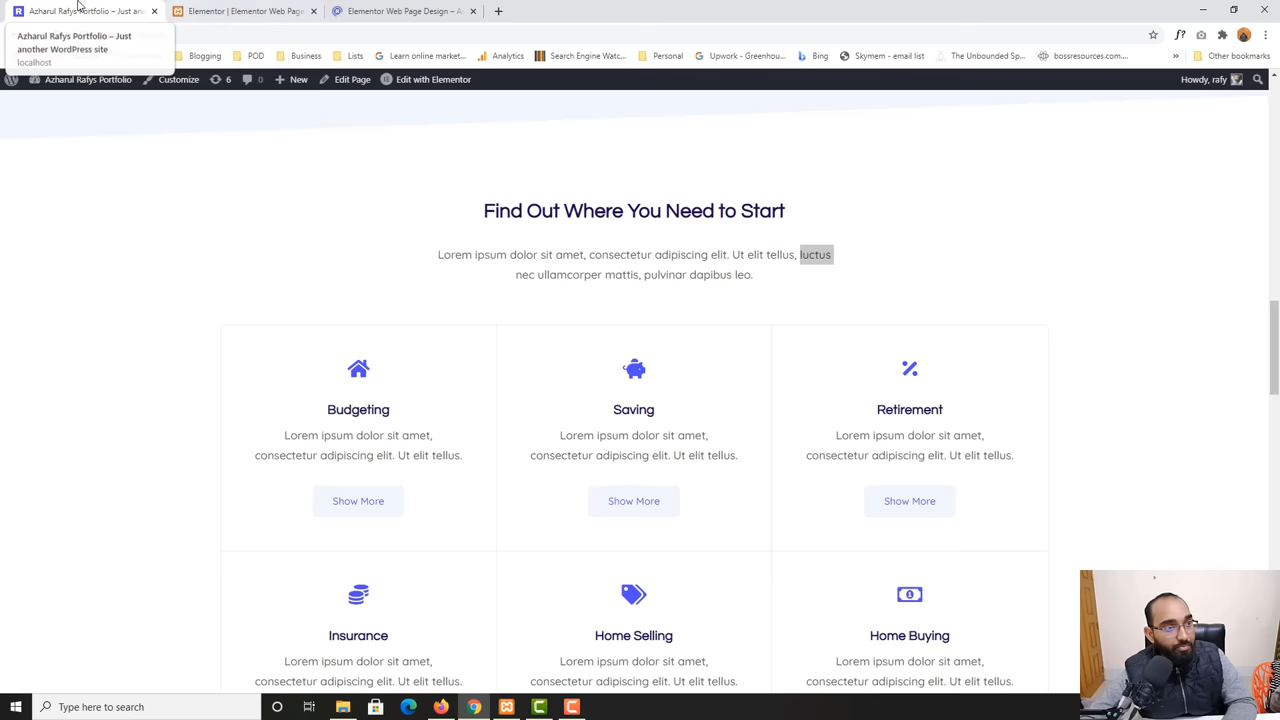 R Azharul Rafys Portfolio – Just an
Elementor | Elementor Web Page
Elementor Web Page Design –
Azharul Rafys Portfolio – Just
another WordPress site
localhost
Blogging
POD
Business
Lists
Learn online market...
Analytics
Search Engine Watc...
Personal
Upwork - Greenhou...
Bing
Skymem - email list
The Unbounded Sp...
bossresources.com...
Other bookmarks
Azharul Rafys Portfolio
Customize
6
0
New
Edit Page
Edit with Elementor
Howdy, rafy
Find Out Where You Need to Start
Lorem ipsum dolor sit amet, consectetur adipiscing elit. Ut elit tellus, luctus
nec ullamcorper mattis, pulvinar dapibus leo.
Budgeting
Lorem ipsum dolor sit amet,
consectetur adipiscing elit. Ut elit tellus.
Show More
Saving
Lorem ipsum dolor sit amet,
consectetur adipiscing elit. Ut elit tellus.
Show More
Retirement
Lorem ipsum dolor sit amet,
consectetur adipiscing elit. Ut elit tellus.
Show More
Insurance
Lorem ipsum dolor sit amet,
consectetur adipiscing elit. Ut elit tellus.
Home Selling
Lorem ipsum dolor sit amet,
consectetur adipiscing elit. Ut elit tellus.
Home Buying
Lorem ipsum dolor sit amet,
consectetur adipiscing elit. Ut elit tellus.
Type here to search